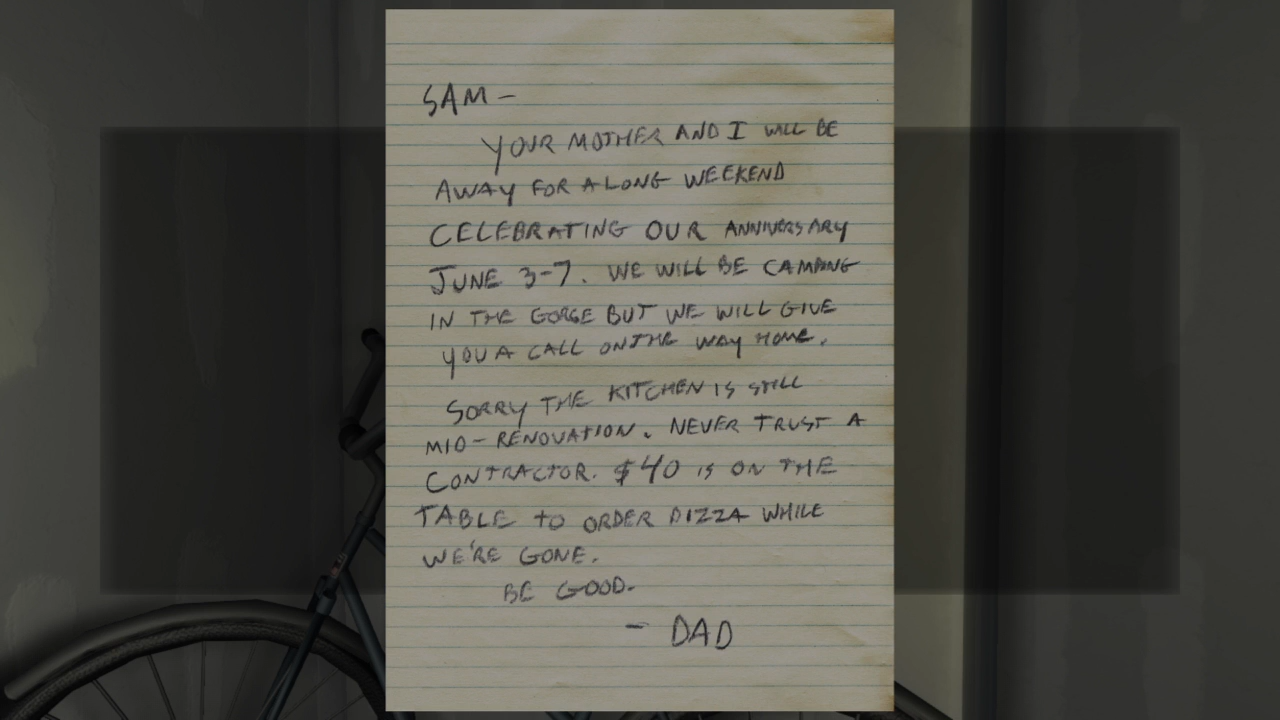 SAM -
YOUR MOTHER AND I WILL BE
AWAY FOR A LONG WEEKEND
CELEBRATING OUR ANNIVERSARY
JUNE 3-7. WE WILL BE CAMPING
IN THE GORGE BUT WE WILL GIVE
YOU A CALL ON THE WAY HOME.
SORRY THE KITCHEN IS STILL
MID-RENOVATION. NEVER TRUST A
CONTRACTOR. $40 IS ON THE
TABLE TO ORDER PIZZA WHILE
WE'RE GONE.
BE GOOD.
- DAD